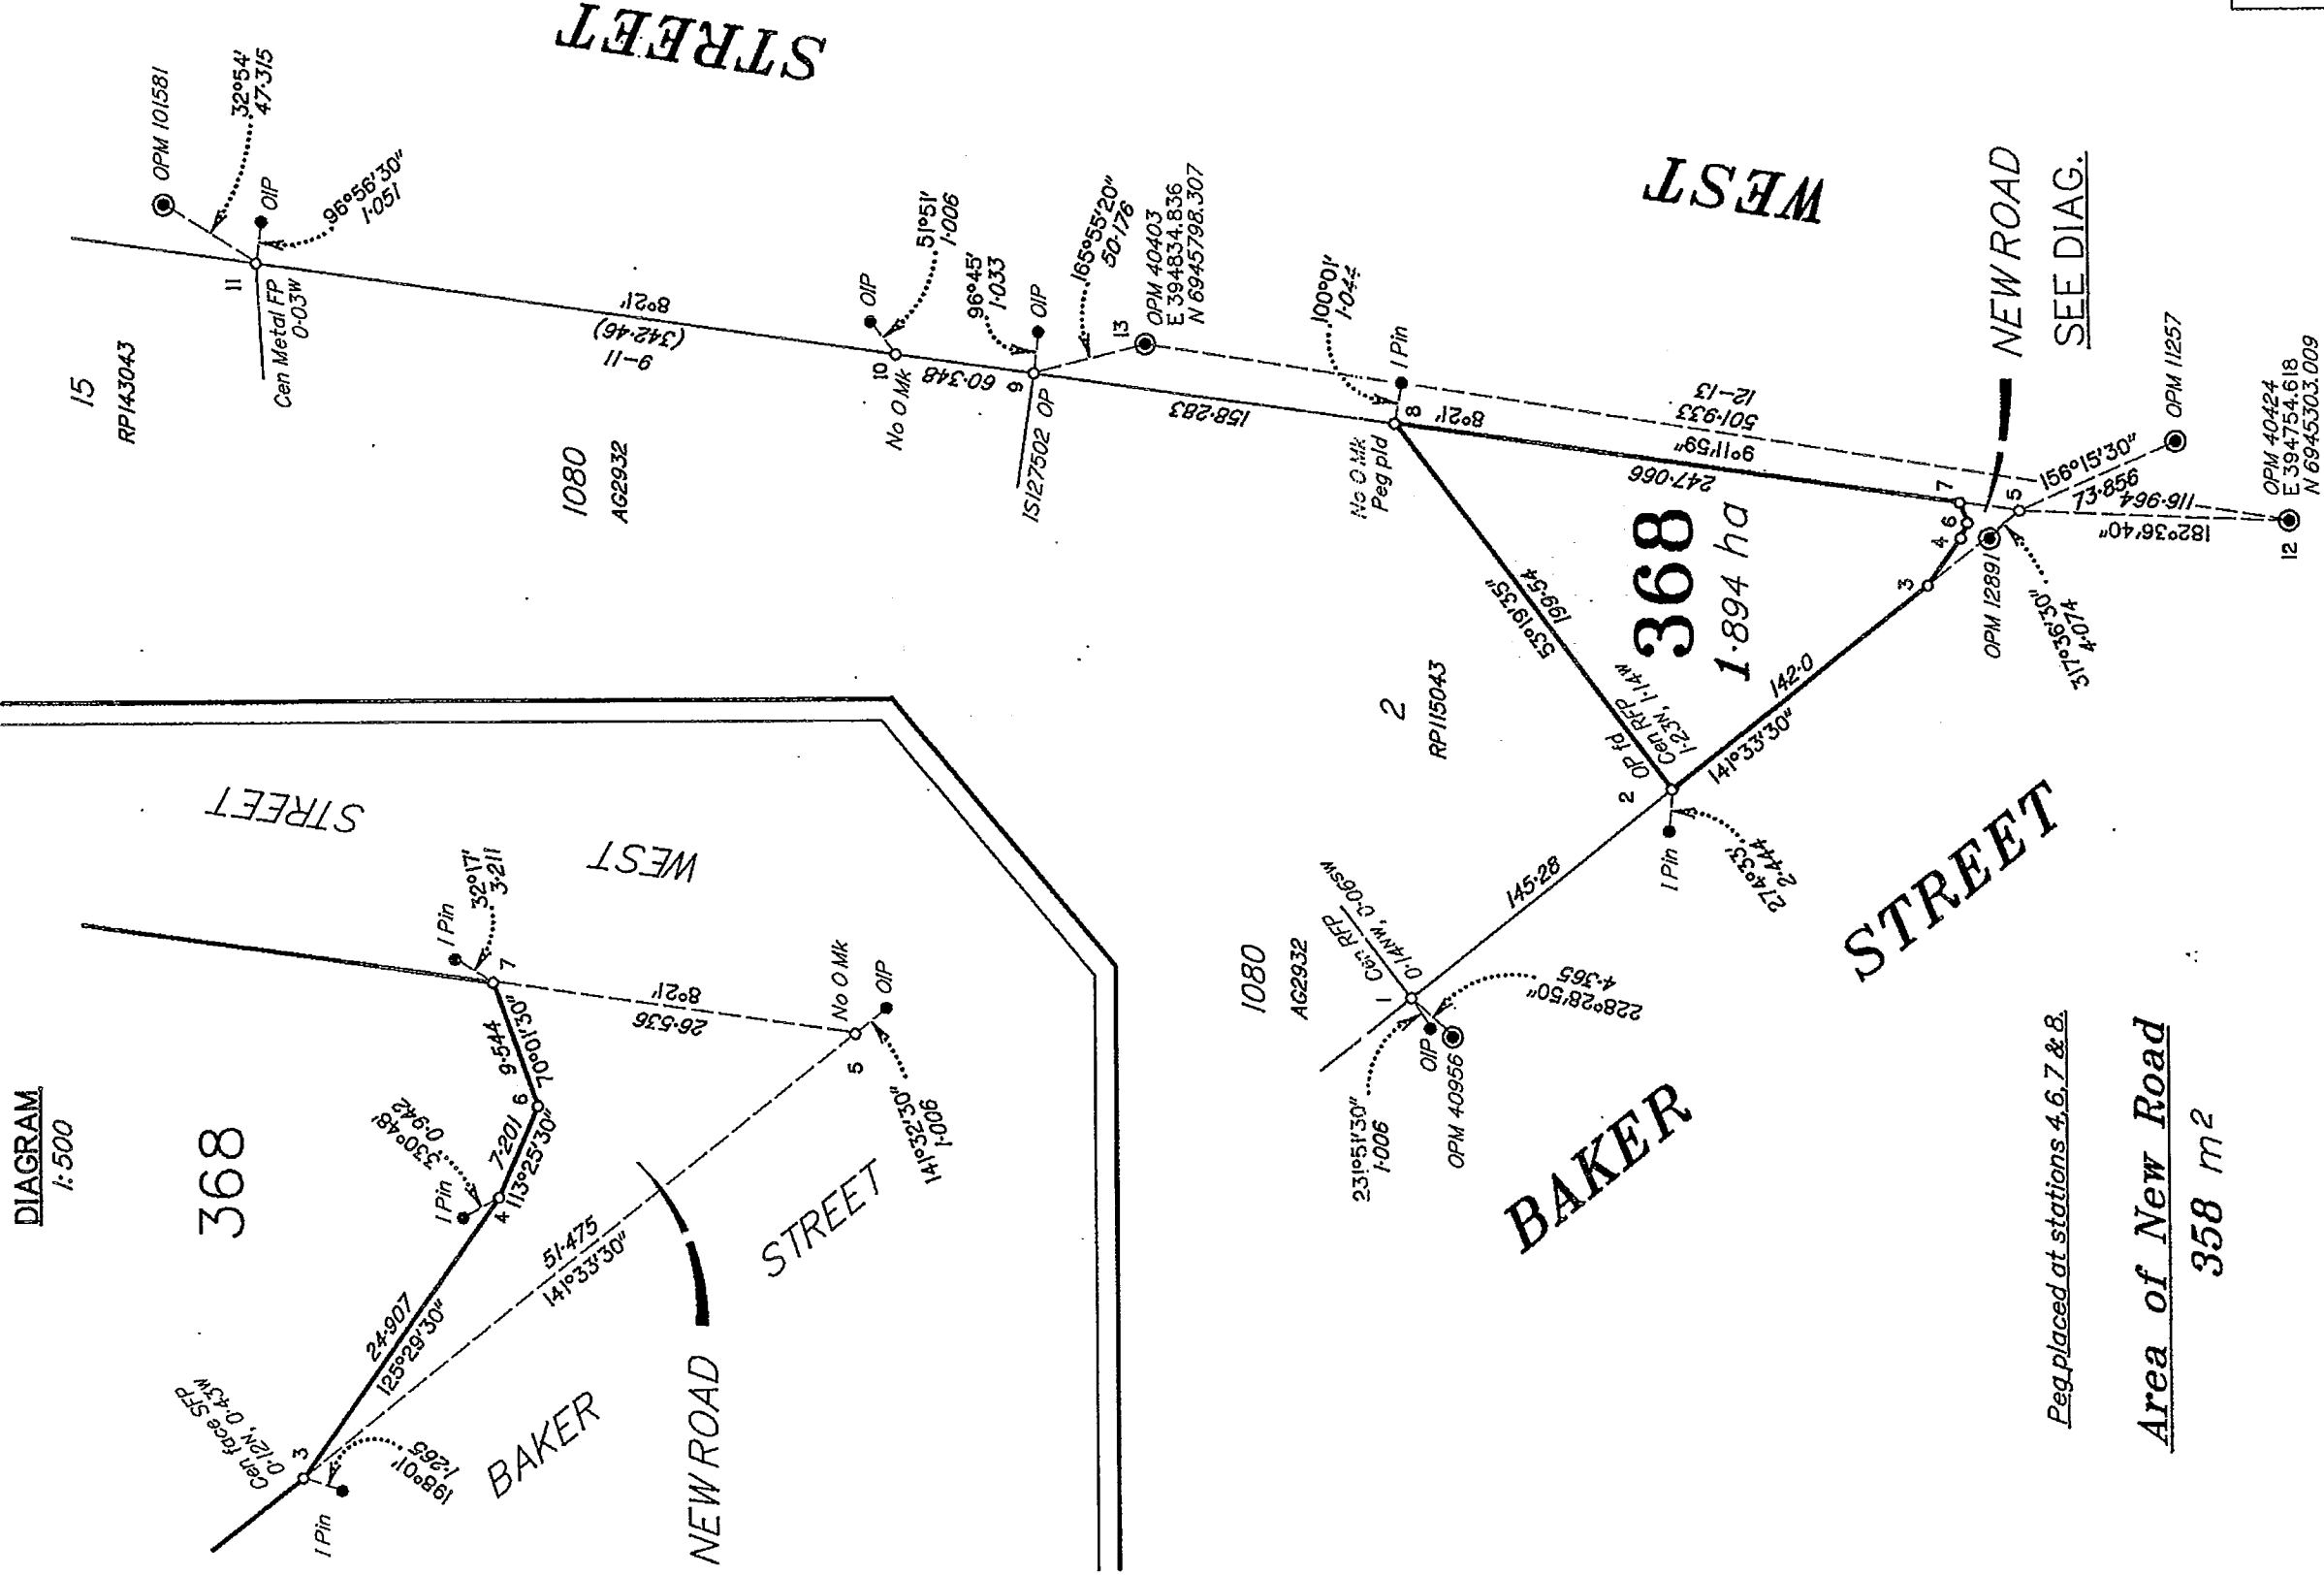 DIAGRAM
1:500
368
Cen face SFP
0·12N, 0·43W
3
1 Pin
198°01'
1·265
24·907
125°29'30"
1 Pin
330°48'
0·942
4
7·201
113°25'30"
6
9·544
70°01'30"
7
1 Pin
32°17'
3·211
8°21'
26·536
No O Mk
5
OIP
141°32'30"
1·006
51·475
141°33'30"
BAKER
STREET
NEW ROAD
WEST
STREET
STREET
WEST
15
RP143043
OPM 101581
32°54'
47·315
11
OIP
96°56'30"
1·051
Cen Metal FP
0·03W
8°21'
(342·46)
9-11
1080
AG2932
OIP
51°51'
1·006
10
No O Mk
60·348
96°45'
1·033
OIP
9
IS127502 OP
165°55'20"
50·176
13
OPM 40403
E 394834.836
N 6945798.307
158·283
100°01'
1·044
1 Pin
8
No O Mk
Peg pld
8°21'
12-13
501·933
9°11'59"
247·066
53°19'35"
199·54
368
1·894 ha
2
RP115043
OP fd
Cen RFP
1·23N, 1·14W
2
141°33'30"
142·0
1 Pin
274°33'
2·444
3
4
6
7
5
NEW ROAD
SEE DIAG.
OPM 12891
317°36'30"
4·074
156°15'30"
73·859
OPM 11257
116·964
182°36'40"
12
OPM 40424
E 394754.618
N 6945303.009
1080
AG2932
Cen RFP
0·14NW, 0·06SW
1
145·28
OIP
231°51'30"
1·006
OPM 40956
228°28'50"
4·365
BAKER
STREET
Peg placed at stations 4,6,7 & 8.
Area of New Road
358 m²